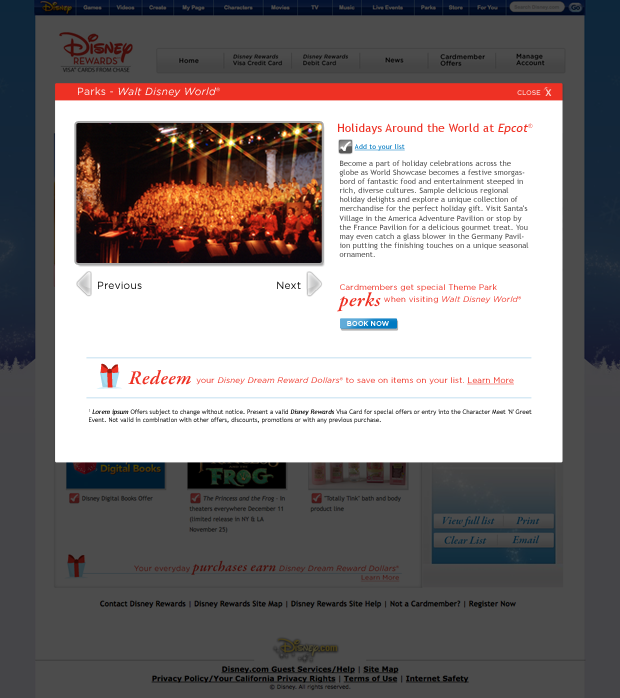 Disney Games Videos Create My Page Characters Movies TV Music Live Events Parks Store For You Go
Disney
REWARDS
VISA® CARDS FROM CHASE
Home
Disney Rewards
Visa Credit Card
Disney Rewards
Debit Card
News
Cardmember
Offers
Manage
Account
Parks - Walt Disney World®
CLOSE X
Holidays Around the World at Epcot®
Add to your list
Become a part of holiday celebrations across the
globe as World Showcase becomes a festive smorgas-
bord of fantastic food and entertainment steeped in
rich, diverse cultures. Sample delicious regional
holiday delights and explore a unique collection of
merchandise for the perfect holiday gift. Visit Santa's
Village in the America Adventure Pavilion or stop by
the France Pavilion for a delicious gourmet treat. You
may even catch a glass blower in the Germany Pavil-
ion putting the finishing touches on a unique seasonal
ornament.
Previous
Next
Cardmembers get special Theme Park
perks when visiting Walt Disney World®
BOOK NOW
Redeem your Disney Dream Reward Dollars® to save on items on your list. Learn More
¹ Lorem Ipsum Offers subject to change without notice. Present a valid Disney Rewards Visa Card for special offers or entry into the Character Meet 'N' Greet
Event. Not valid in combination with other offers, discounts, promotions or with any previous purchase.
Digital Books
FROG
Disney Digital Books Offer
The Princess and the Frog - In
theaters everywhere December 11
(limited release in NY & LA
November 25)
"Totally Tink" bath and body
product line
View full list
Print
Clear List
Email
Your everyday purchases earn Disney Dream Reward Dollars®
Learn More
Contact Disney Rewards | Disney Rewards Site Map | Disney Rewards Site Help | Not a Cardmember? | Register Now
Disney.com
Disney.com Guest Services/Help | Site Map
Privacy Policy/Your California Privacy Rights | Terms of Use | Internet Safety
© Disney. All rights reserved.